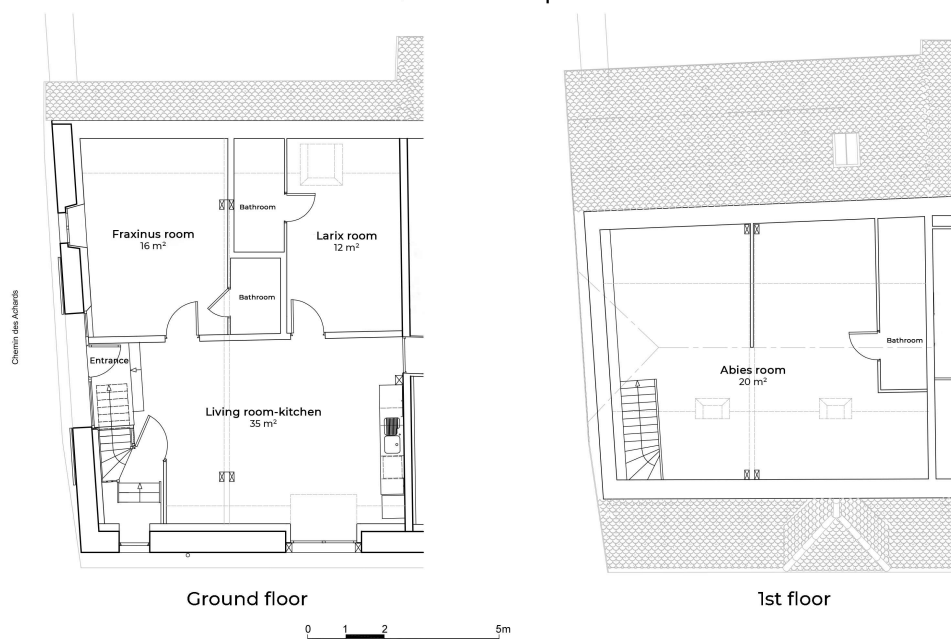 Chemin des Achards
Fraxinus room
16 m²
Bathroom
Larix room
12 m²
Bathroom
Entrance
Living room-kitchen
35 m²
Ground floor
Bathroom
Abies room
20 m²
1st floor
0 1 2 5m